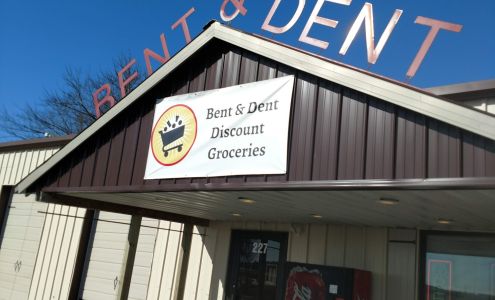 BENT & DENT
Bent & Dent
Discount
Groceries
227